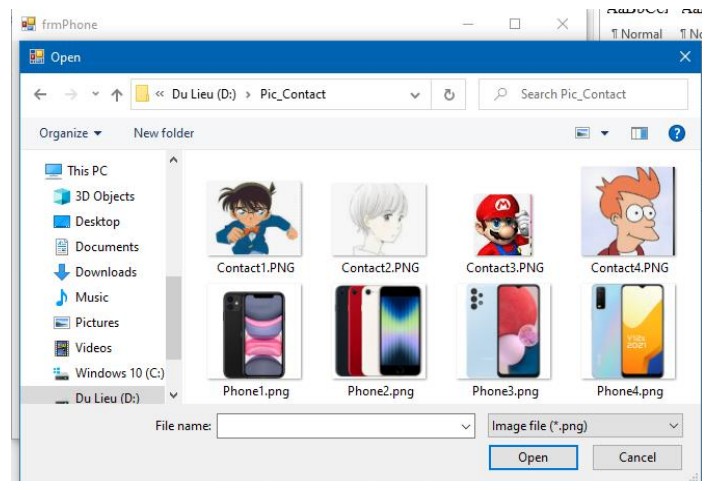 frmPhone
¶ Normal
Open
« Du Lieu (D:) › Pic_Contact
Search Pic_Contact
Organize
New folder
This PC
3D Objects
Desktop
Documents
Downloads
Music
Pictures
Videos
Windows 10 (C:)
Du Lieu (D:)
Contact1.PNG
Contact2.PNG
Contact3.PNG
Contact4.PNG
Phone1.png
Phone2.png
Phone3.png
Phone4.png
File name:
Image file (*.png)
Open
Cancel